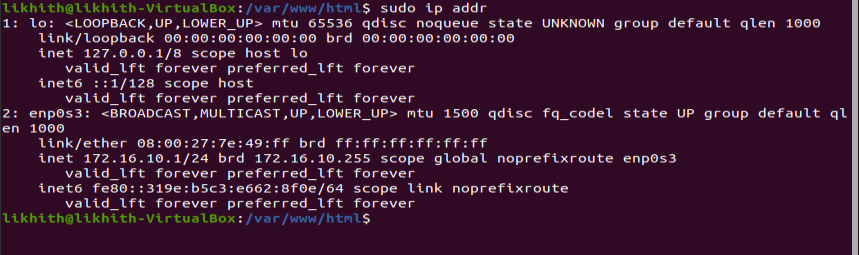 likhith@likhith-VirtualBox:/var/www/html$ sudo ip addr
1: lo: <LOOPBACK,UP,LOWER_UP> mtu 65536 qdisc noqueue state UNKNOWN group default qlen 1000
    link/loopback 00:00:00:00:00:00 brd 00:00:00:00:00:00
    inet 127.0.0.1/8 scope host lo
       valid_lft forever preferred_lft forever
    inet6 ::1/128 scope host
       valid_lft forever preferred_lft forever
2: enp0s3: <BROADCAST,MULTICAST,UP,LOWER_UP> mtu 1500 qdisc fq_codel state UP group default ql
en 1000
    link/ether 08:00:27:7e:49:ff brd ff:ff:ff:ff:ff:ff
    inet 172.16.10.1/24 brd 172.16.10.255 scope global noprefixroute enp0s3
       valid_lft forever preferred_lft forever
    inet6 fe80::319e:b5c3:e662:8f0e/64 scope link noprefixroute
       valid_lft forever preferred_lft forever
likhith@likhith-VirtualBox:/var/www/html$